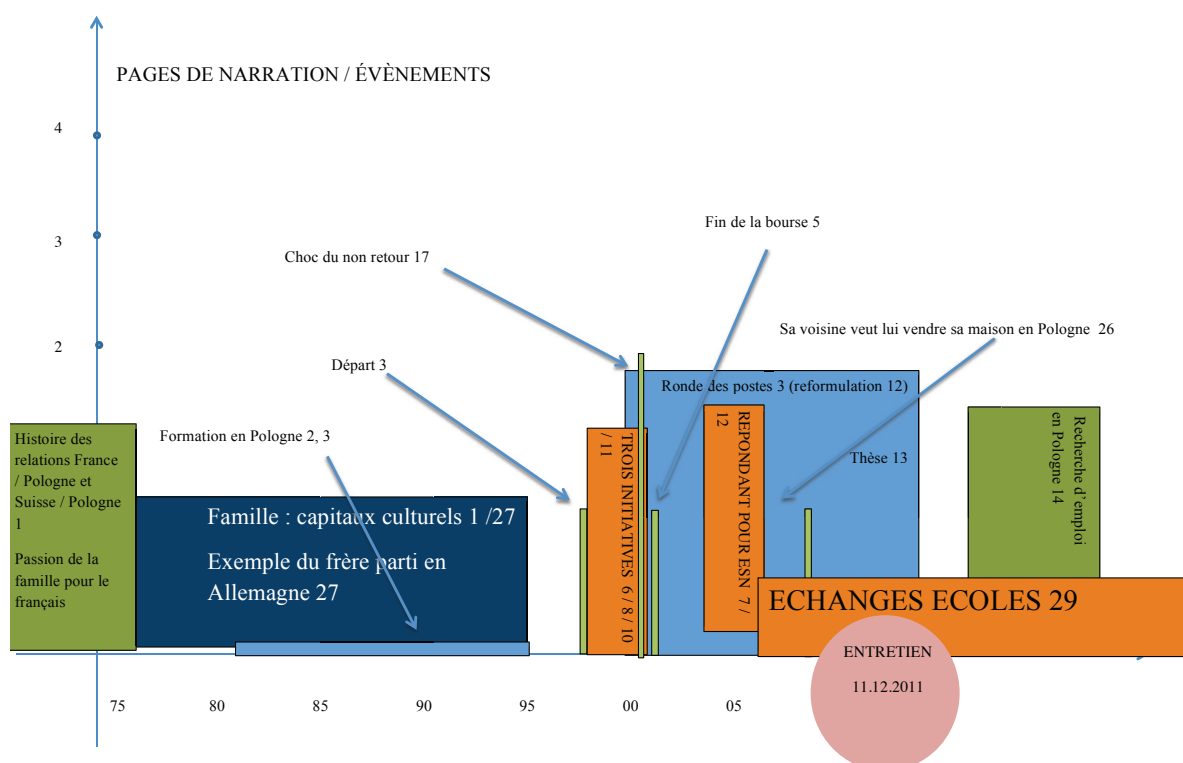 PAGES DE NARRATION / ÉVÈNEMENTS
4
3
2
Fin de la bourse 5
Choc du non retour 17
Sa voisine veut lui vendre sa maison en Pologne  26
Départ 3
Formation en Pologne 2, 3
Histoire des
relations France
/ Pologne et
Suisse / Pologne
1
Passion de la
famille pour le
français
Famille : capitaux culturels 1 /27
Exemple du frère parti en
Allemagne 27
TROIS INITIATIVES  6 / 8 / 10
/ 11
Ronde des postes 3 (reformulation 12)
REPONDANT POUR ESN  7 /
12
Thèse 13
Recherche d’emploi
en Pologne 14
ECHANGES ECOLES 29
ENTRETIEN
11.12.2011
75
80
85
90
95
00
05